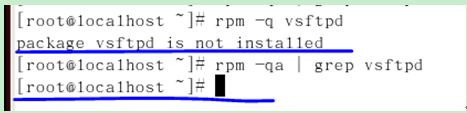 [root@localhost ~]# rpm -q vsftpd
package vsftpd is not installed
[root@localhost ~]# rpm -qa | grep vsftpd
[root@localhost ~]#